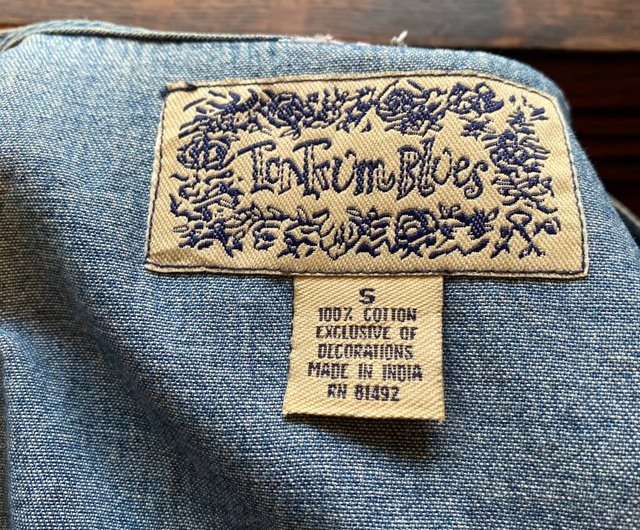 TanTrum Blues
S
100% COTTON
EXCLUSIVE OF
DECORATIONS
MADE IN INDIA
RN 81492